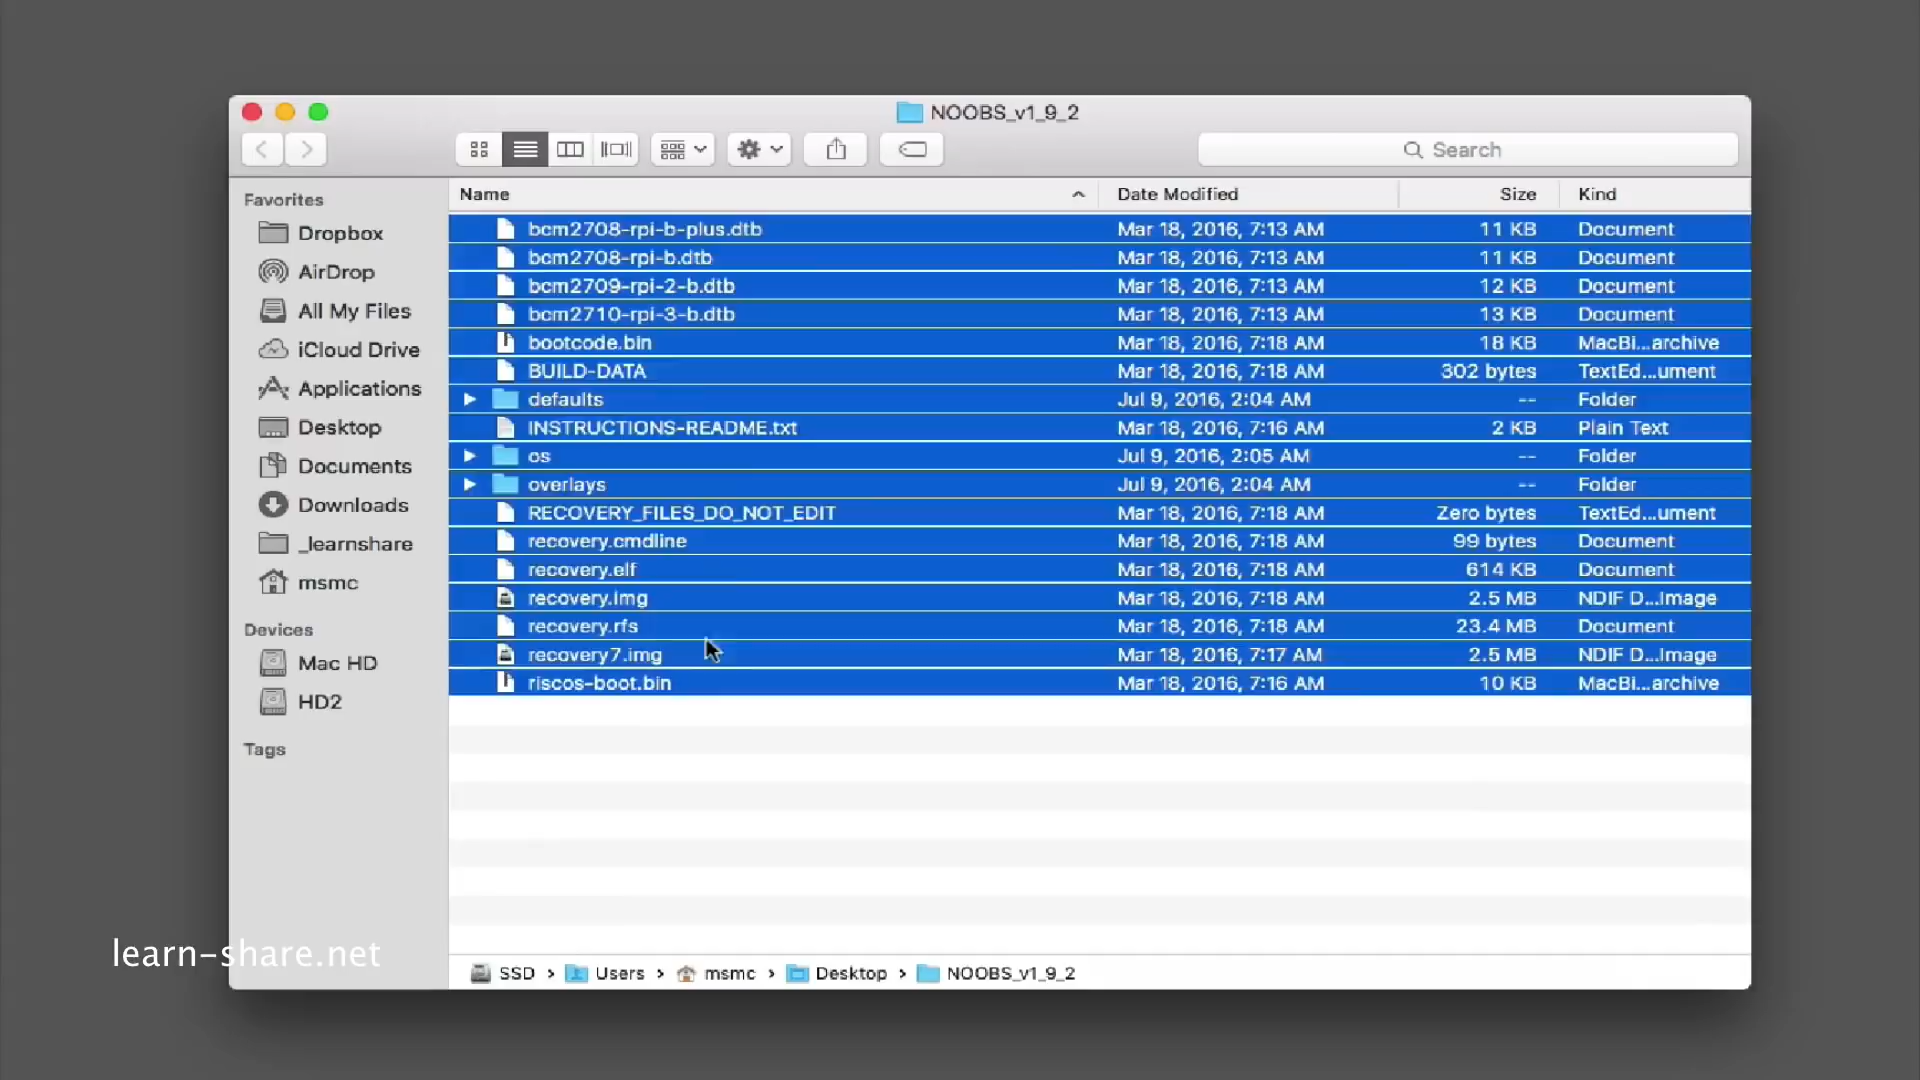 NOOBS_v1_9_2
Search
Favorites
Dropbox
AirDrop
All My Files
iCloud Drive
Applications
Desktop
Documents
Downloads
_learnshare
msmc
Devices
Mac HD
HD2
Tags
Name Date Modified Size Kind
bcm2708-rpi-b-plus.dtb Mar 18, 2016, 7:13 AM 11 KB Document
bcm2708-rpi-b.dtb Mar 18, 2016, 7:13 AM 11 KB Document
bcm2709-rpi-2-b.dtb Mar 18, 2016, 7:13 AM 12 KB Document
bcm2710-rpi-3-b.dtb Mar 18, 2016, 7:13 AM 13 KB Document
bootcode.bin Mar 18, 2016, 7:18 AM 18 KB MacBi...archive
BUILD-DATA Mar 18, 2016, 7:18 AM 302 bytes TextEd...ument
defaults Jul 9, 2016, 2:04 AM -- Folder
INSTRUCTIONS-README.txt Mar 18, 2016, 7:16 AM 2 KB Plain Text
os Jul 9, 2016, 2:05 AM -- Folder
overlays Jul 9, 2016, 2:04 AM -- Folder
RECOVERY_FILES_DO_NOT_EDIT Mar 18, 2016, 7:18 AM Zero bytes TextEd...ument
recovery.cmdline Mar 18, 2016, 7:18 AM 99 bytes Document
recovery.elf Mar 18, 2016, 7:18 AM 614 KB Document
recovery.img Mar 18, 2016, 7:18 AM 2.5 MB NDIF D...Image
recovery.rfs Mar 18, 2016, 7:18 AM 23.4 MB Document
recovery7.img Mar 18, 2016, 7:17 AM 2.5 MB NDIF D...Image
riscos-boot.bin Mar 18, 2016, 7:16 AM 10 KB MacBi...archive
learn-share.net
SSD › Users › msmc › Desktop › NOOBS_v1_9_2